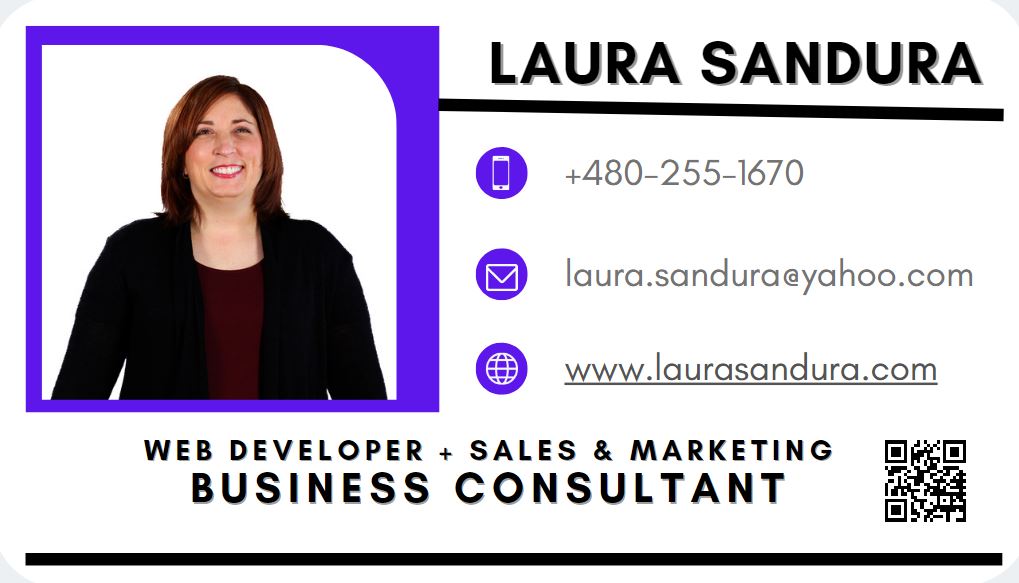 LAURA SANDURA
+480-255-1670
laura.sandura@yahoo.com
www.laurasandura.com
WEB DEVELOPER + SALES & MARKETING
BUSINESS CONSULTANT